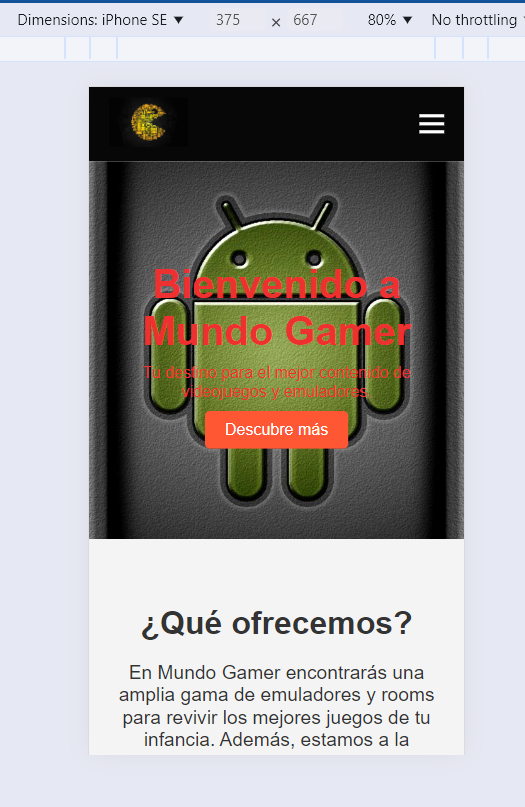 Dimensions: iPhone SE ▼ 375 × 667 80% ▼ No throttling
Bienvenido a
Mundo Gamer
Tu destino para el mejor contenido de
videojuegos y emuladores
Descubre más
¿Qué ofrecemos?
En Mundo Gamer encontrarás una
amplia gama de emuladores y rooms
para revivir los mejores juegos de tu
infancia. Además, estamos a la